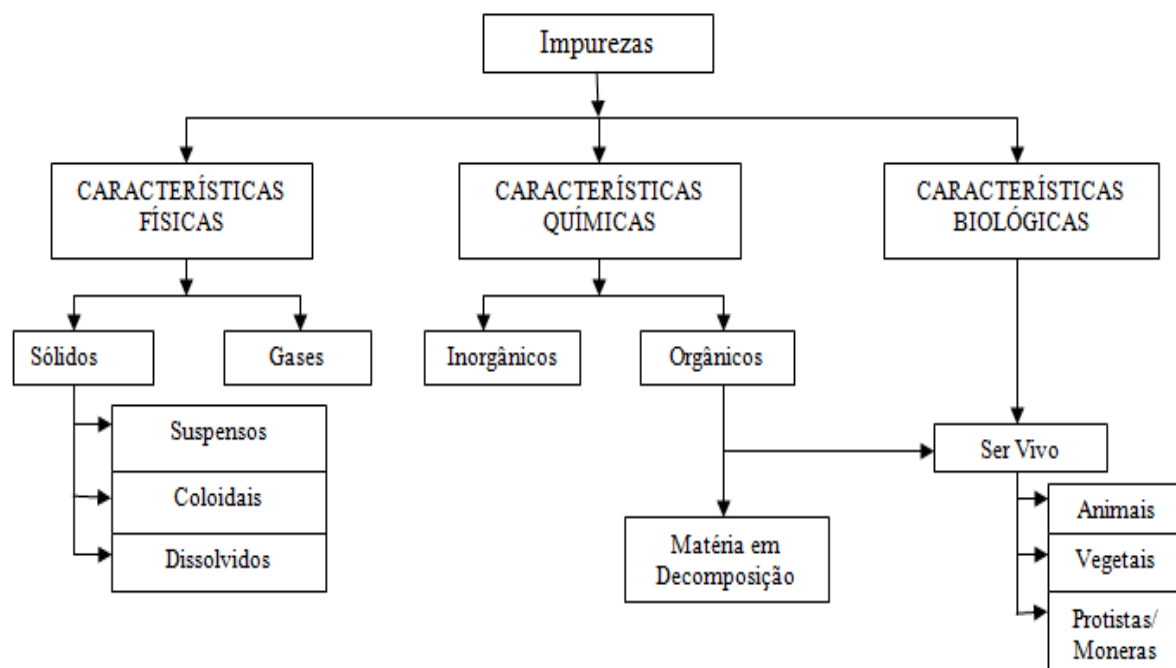 Impurezas
CARACTERÍSTICAS
FÍSICAS
CARACTERÍSTICAS
QUÍMICAS
CARACTERÍSTICAS
BIOLÓGICAS
Sólidos
Gases
Inorgânicos
Orgânicos
Suspensos
Coloidais
Dissolvidos
Matéria em
Decomposição
Ser Vivo
Animais
Vegetais
Protistas/
Moneras